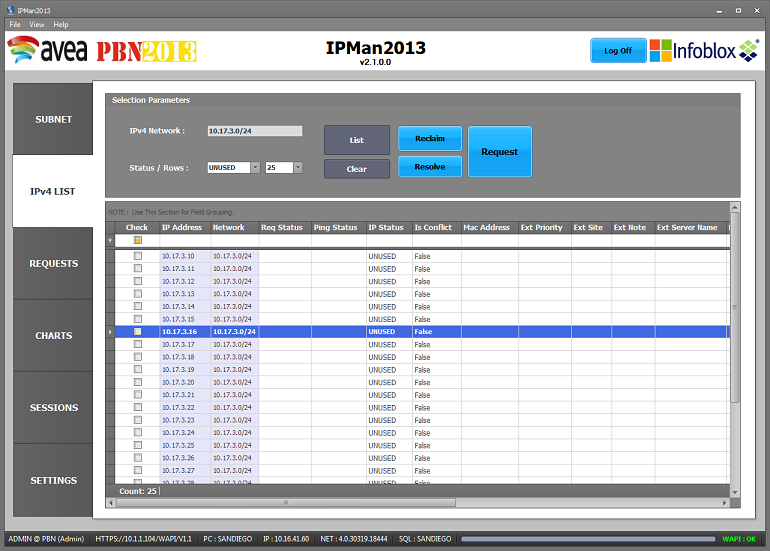 IPMan2013
File View Help
avea PBN2013
IPMan2013
v2.1.0.0
Log Off
Infoblox
SUBNET
IPv4 LIST
REQUESTS
CHARTS
SESSIONS
SETTINGS
Selection Parameters
IPv4 Network : 10.17.3.0/24
List Reclaim Request
Status / Rows : UNUSED 25
Clear Resolve
NOTE : Use This Section for Field Grouping.
Check IP Address Network Req Status Ping Status IP Status Is Conflict Mac Address Ext Priority Ext Site Ext Note Ext Server Name
10.17.3.10 10.17.3.0/24 UNUSED False
10.17.3.11 10.17.3.0/24 UNUSED False
10.17.3.12 10.17.3.0/24 UNUSED False
10.17.3.13 10.17.3.0/24 UNUSED False
10.17.3.14 10.17.3.0/24 UNUSED False
10.17.3.15 10.17.3.0/24 UNUSED False
10.17.3.16 10.17.3.0/24 UNUSED False
10.17.3.17 10.17.3.0/24 UNUSED False
10.17.3.18 10.17.3.0/24 UNUSED False
10.17.3.19 10.17.3.0/24 UNUSED False
10.17.3.20 10.17.3.0/24 UNUSED False
10.17.3.21 10.17.3.0/24 UNUSED False
10.17.3.22 10.17.3.0/24 UNUSED False
10.17.3.23 10.17.3.0/24 UNUSED False
10.17.3.24 10.17.3.0/24 UNUSED False
10.17.3.25 10.17.3.0/24 UNUSED False
10.17.3.26 10.17.3.0/24 UNUSED False
10.17.3.27 10.17.3.0/24 UNUSED False
10.17.3.28 10.17.3.0/24 UNUSED False
Count: 25
ADMIN @ PBN (Admin) HTTPS://10.1.1.104/WAPI/V1.1 PC : SANDIEGO IP : 10.16.41.60 NET : 4.0.30319.18444 SQL : SANDIEGO WAPI : OK